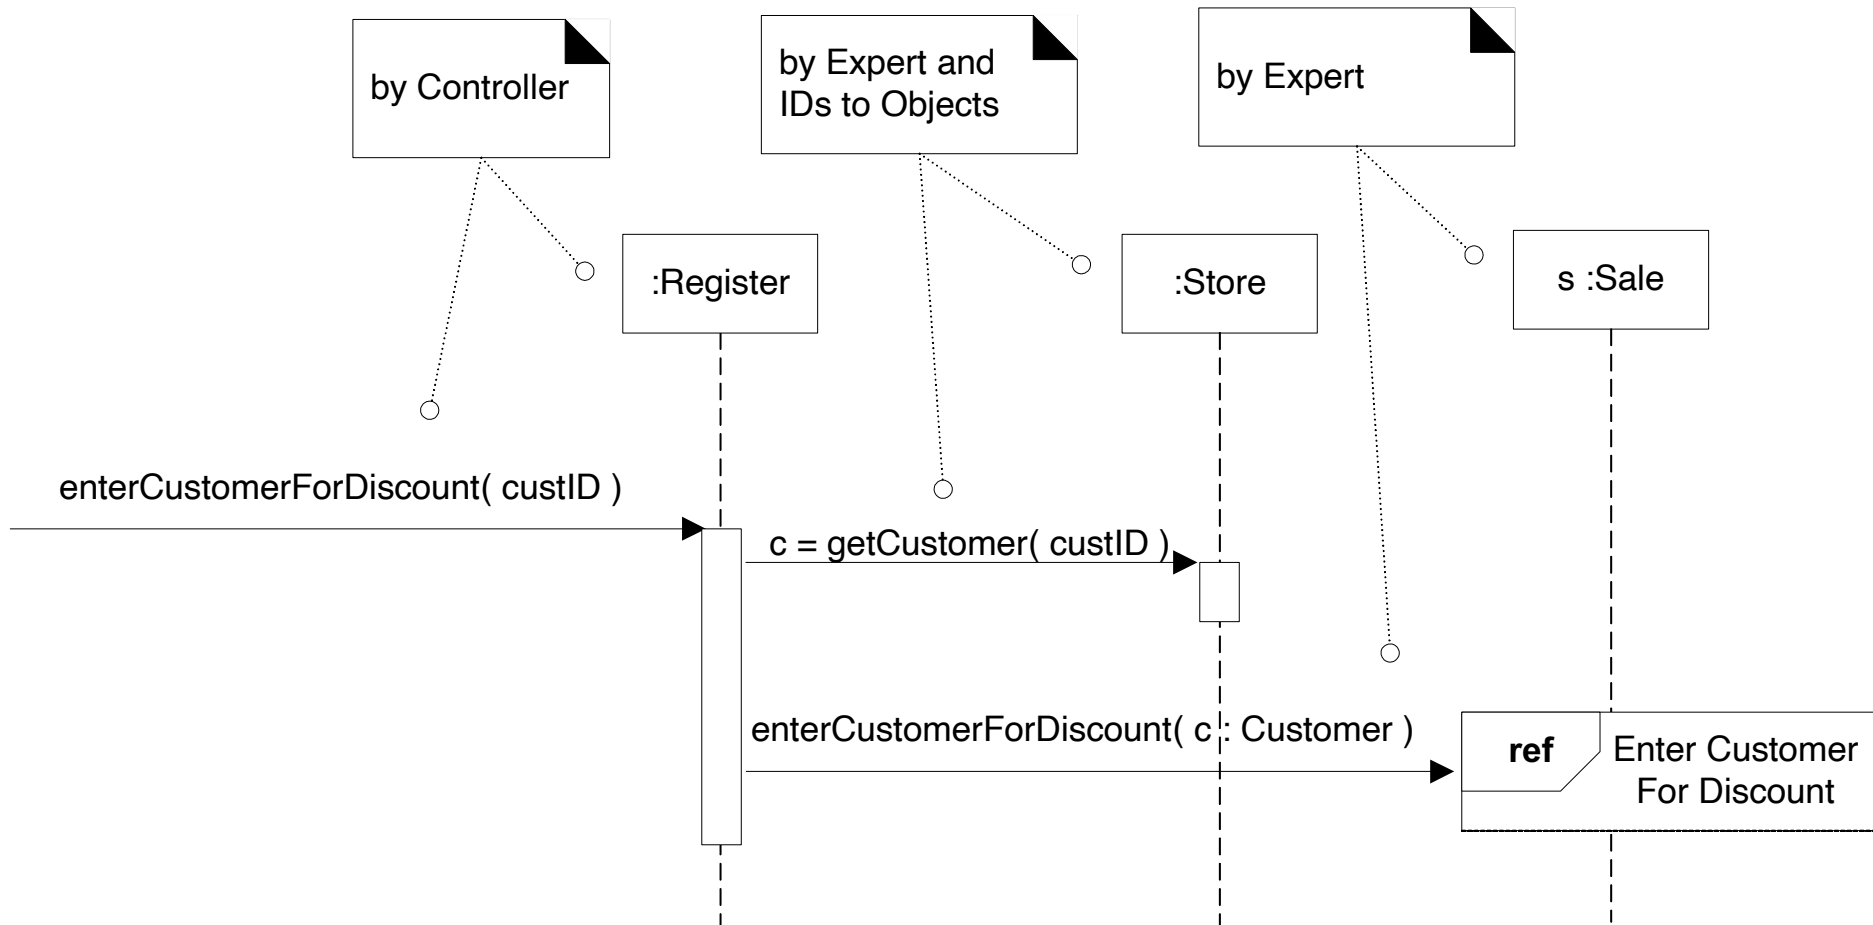 by Controller
by Expert and
IDs to Objects
by Expert
:Register
:Store
s :Sale
enterCustomerForDiscount( custID )
c = getCustomer( custID )
enterCustomerForDiscount( c : Customer )
ref
Enter Customer
For Discount